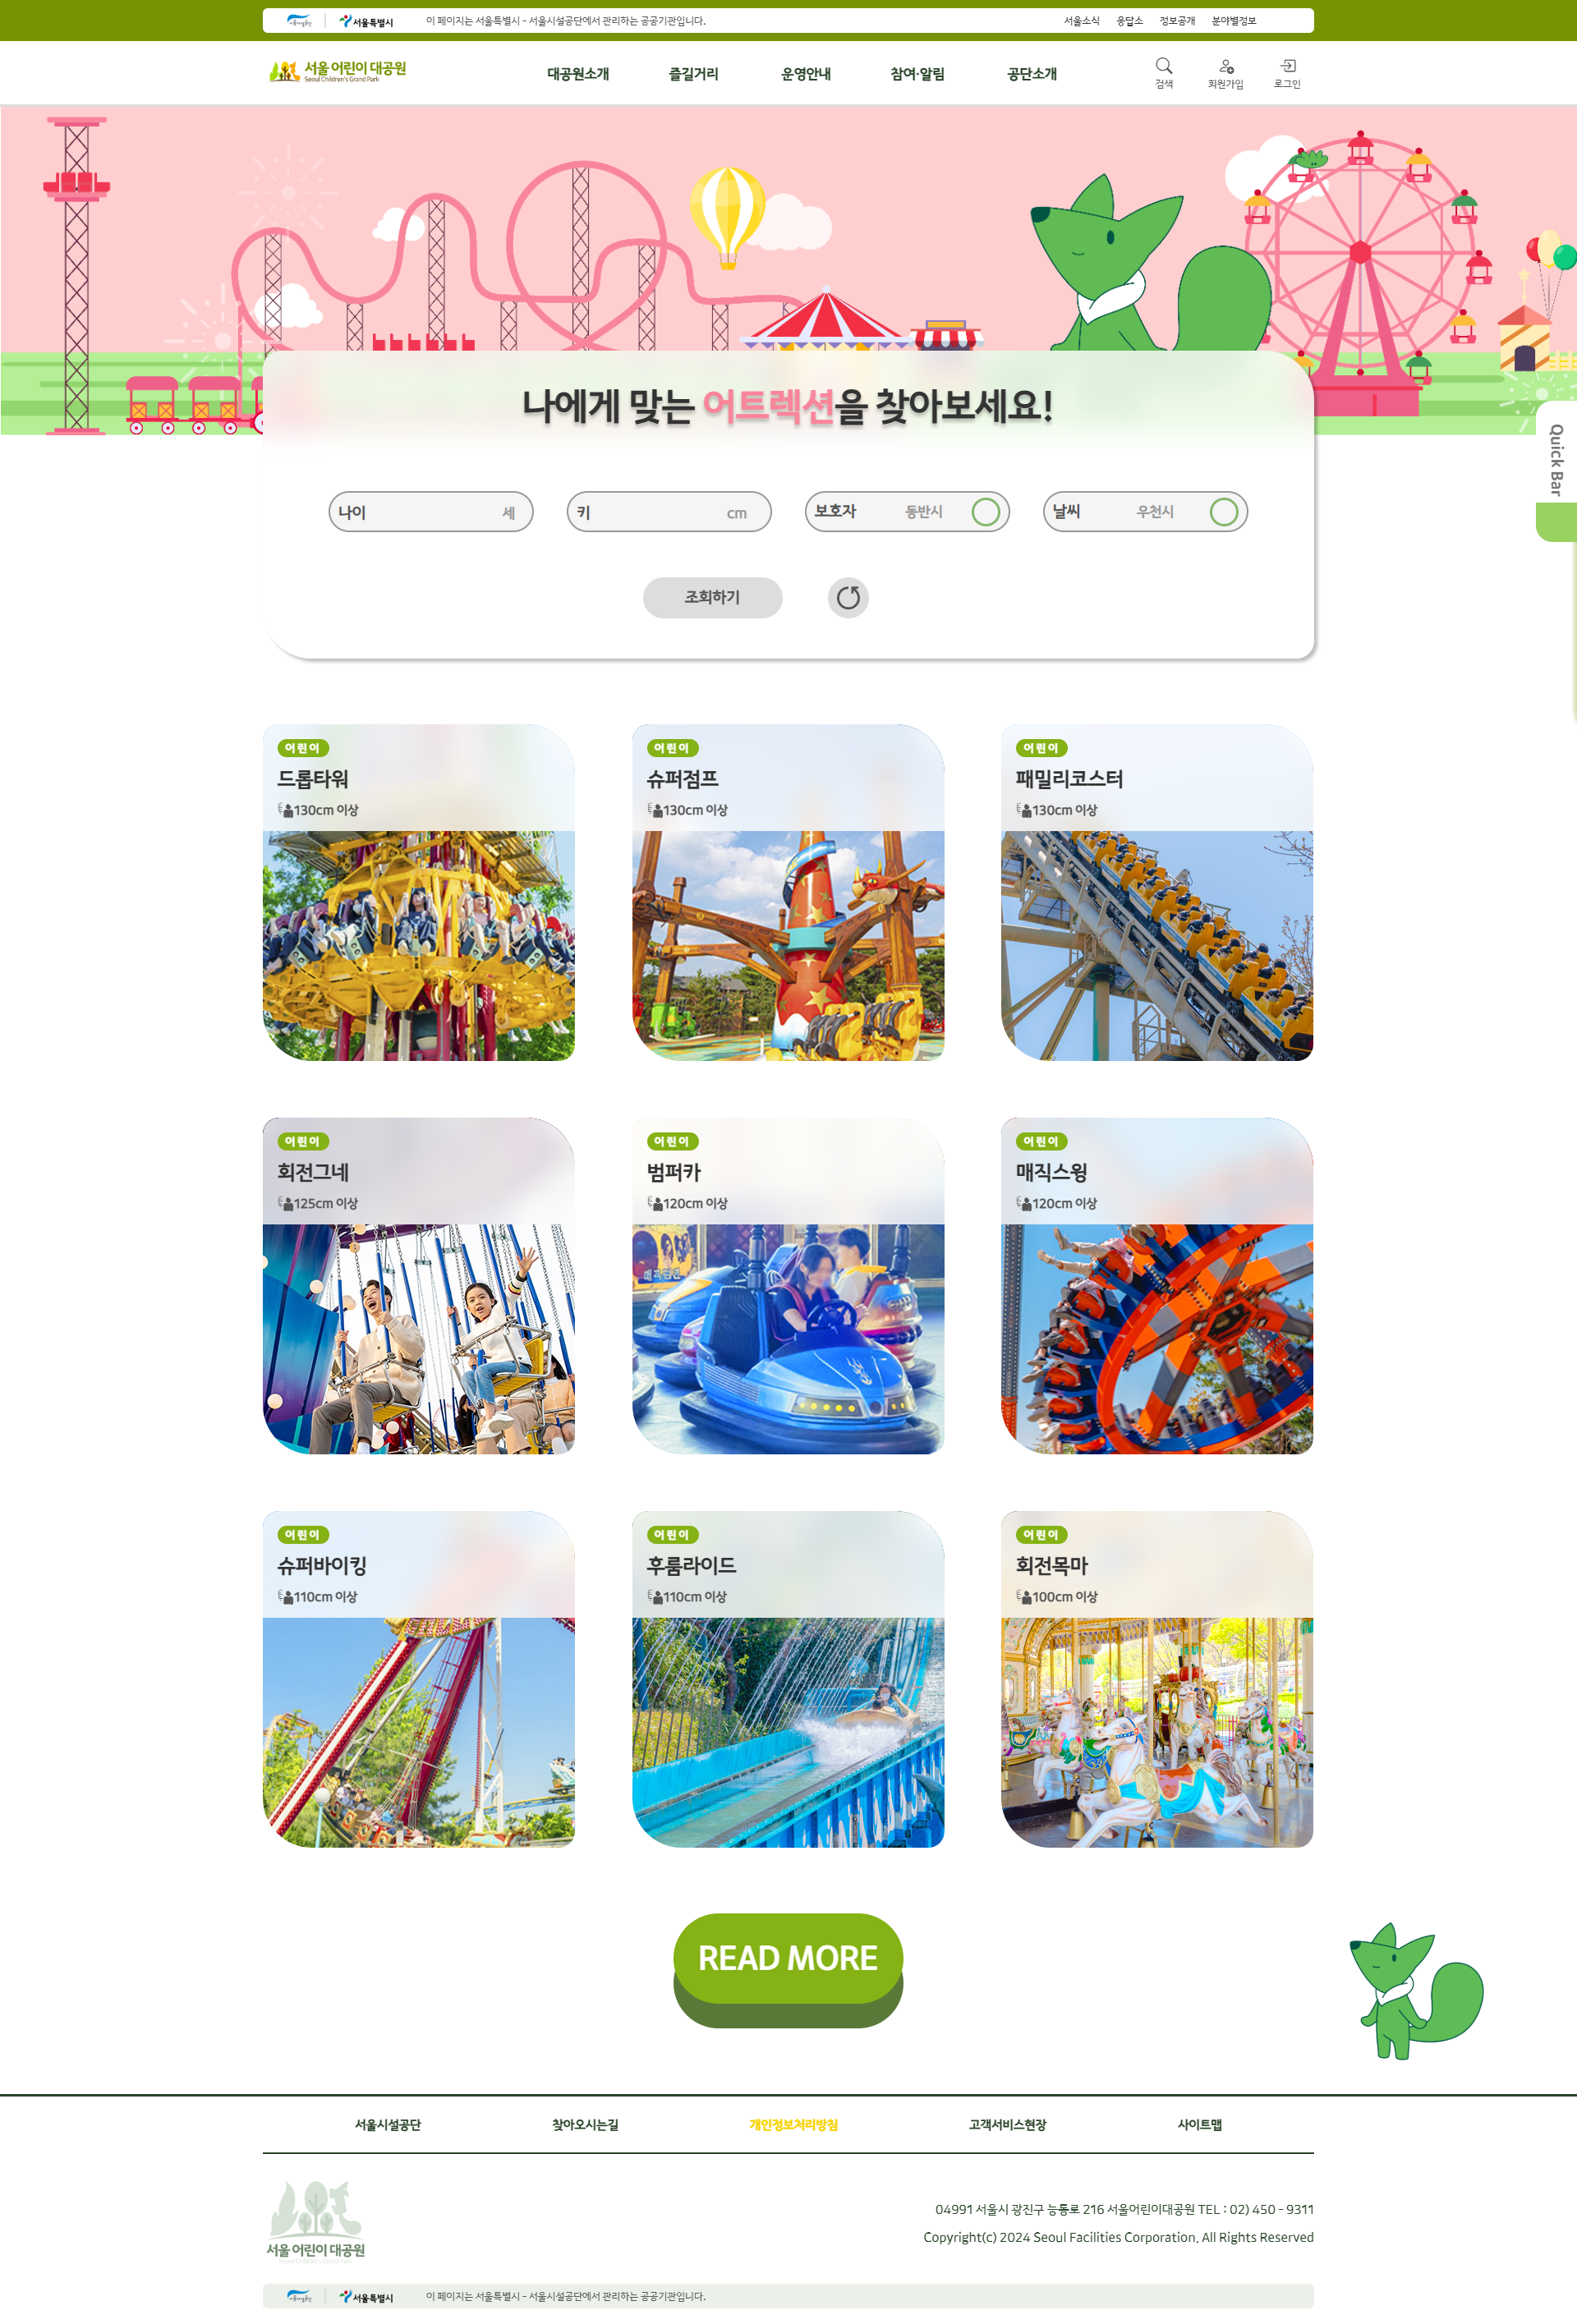 서울특별시 이 페이지는 서울특별시 - 서울시설공단에서 관리하는 공공기관입니다. 서울소식 응답소 정보공개 분야별정보
서울 어린이 대공원 대공원소개 즐길거리 운영안내 참여·알림 공단소개 검색 회원가입 로그인
Seoul Children's Grand Park
나에게 맞는 어트렉션을 찾아보세요!
Quick Bar
나이 세 키 cm 보호자 동반시 날씨 우천시
조회하기
어린이 어린이 어린이
드롭타워 슈퍼점프 패밀리코스터
130cm 이상 130cm 이상 130cm 이상
어린이 어린이 어린이
회전그네 범퍼카 매직스윙
125cm 이상 120cm 이상 120cm 이상
어린이 어린이 어린이
슈퍼바이킹 후룸라이드 회전목마
110cm 이상 110cm 이상 100cm 이상
READ MORE
서울시설공단 찾아오시는길 개인정보처리방침 고객서비스현장 사이트맵
04991 서울시 광진구 능동로 216 서울어린이대공원 TEL : 02) 450 - 9311
Copyright(c) 2024 Seoul Facilities Corporation, All Rights Reserved
서울 어린이 대공원
서울특별시 이 페이지는 서울특별시 - 서울시설공단에서 관리하는 공공기관입니다.